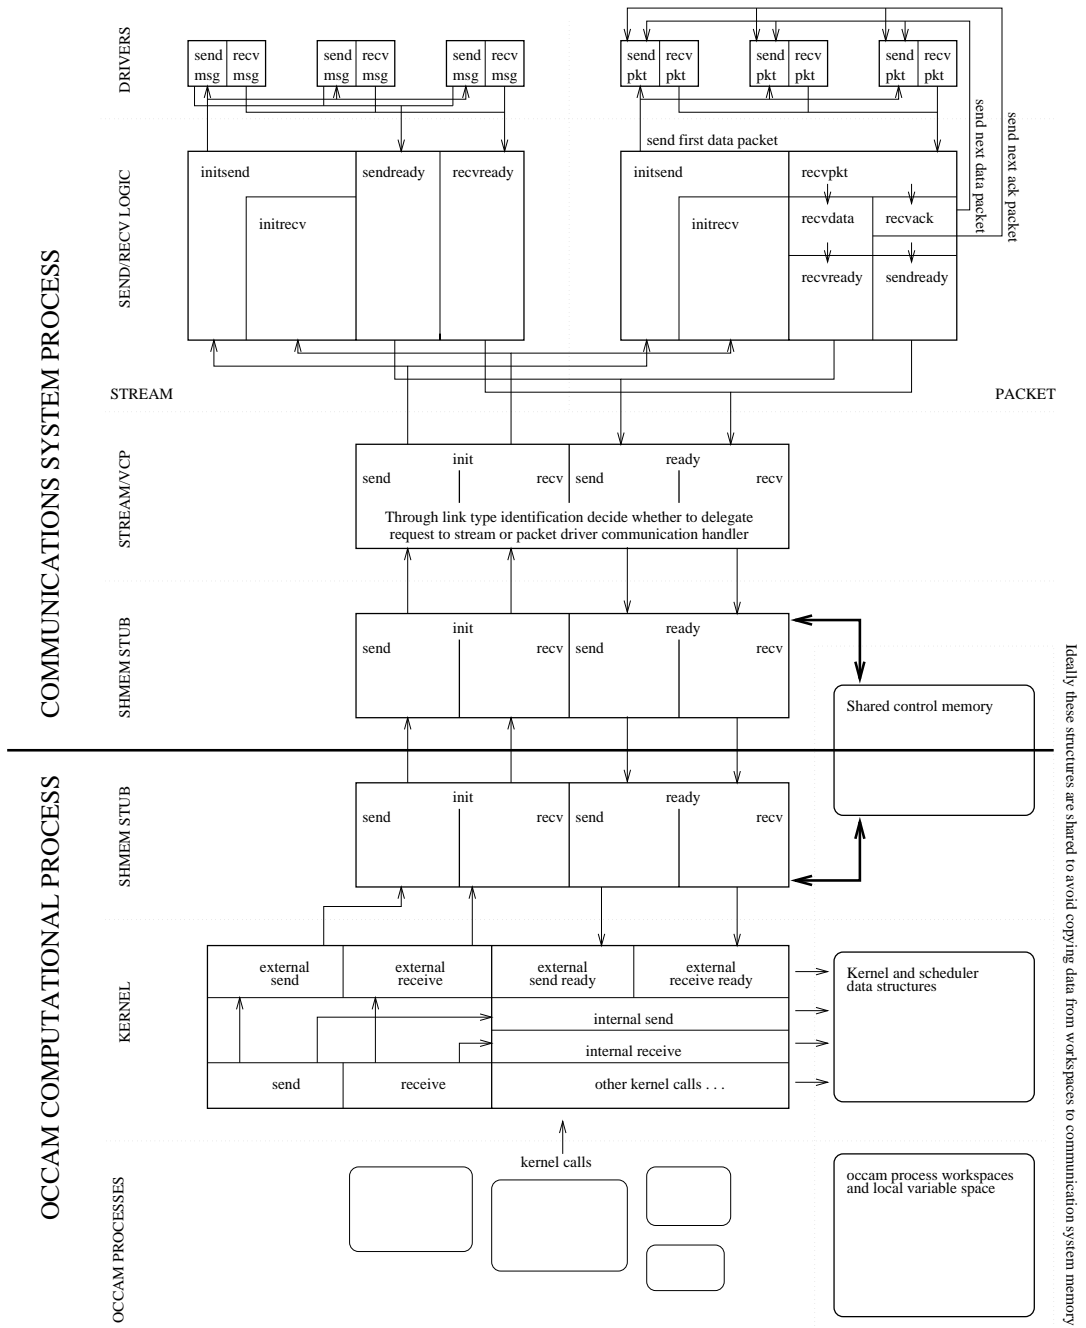 DRIVERS
send recv
msg msg
send recv
msg msg
send recv
msg msg
send recv
pkt pkt
send recv
pkt pkt
send recv
pkt pkt
send first data packet
send next data packet
send next ack packet
COMMUNICATIONS SYSTEM PROCESS
SEND/RECV LOGIC
initsend
initrecv
sendready
recvready
initsend
initrecv
recvpkt
recvdata
recvack
recvready
sendready
STREAM
PACKET
STREAM/VCP
init
send
recv
ready
send
recv
Through link type identification decide whether to delegate
request to stream or packet driver communication handler
SHMEM STUB
init
send
recv
ready
send
recv
Shared control memory
Ideally these structures are shared to avoid copying data from workspaces to communication system memory
OCCAM COMPUTATIONAL PROCESS
SHMEM STUB
init
send
recv
ready
send
recv
KERNEL
external
send
external
receive
external
send ready
external
receive ready
internal send
internal receive
send
receive
other kernel calls . . .
Kernel and scheduler
data structures
kernel calls
OCCAM PROCESSES
occam process workspaces
and local variable space